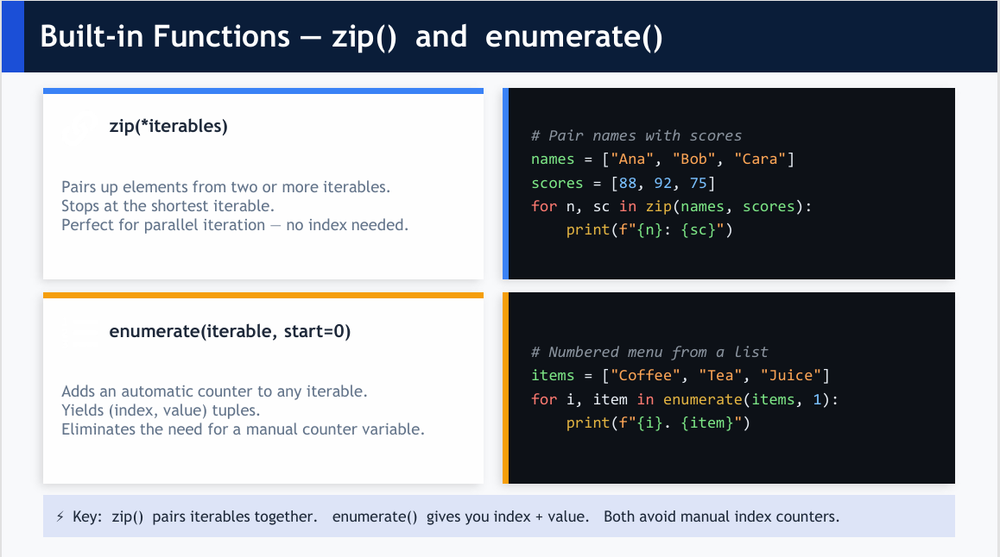 Built-in Functions — zip()  and  enumerate()
zip(*iterables)
Pairs up elements from two or more iterables.
Stops at the shortest iterable.
Perfect for parallel iteration — no index needed.
# Pair names with scores
names = ["Ana", "Bob", "Cara"]
scores = [88, 92, 75]
for n, sc in zip(names, scores):
    print(f"{n}: {sc}")
enumerate(iterable, start=0)
Adds an automatic counter to any iterable.
Yields (index, value) tuples.
Eliminates the need for a manual counter variable.
# Numbered menu from a list
items = ["Coffee", "Tea", "Juice"]
for i, item in enumerate(items, 1):
    print(f"{i}. {item}")
⚡ Key:  zip()  pairs iterables together.   enumerate()  gives you index + value.   Both avoid manual index counters.